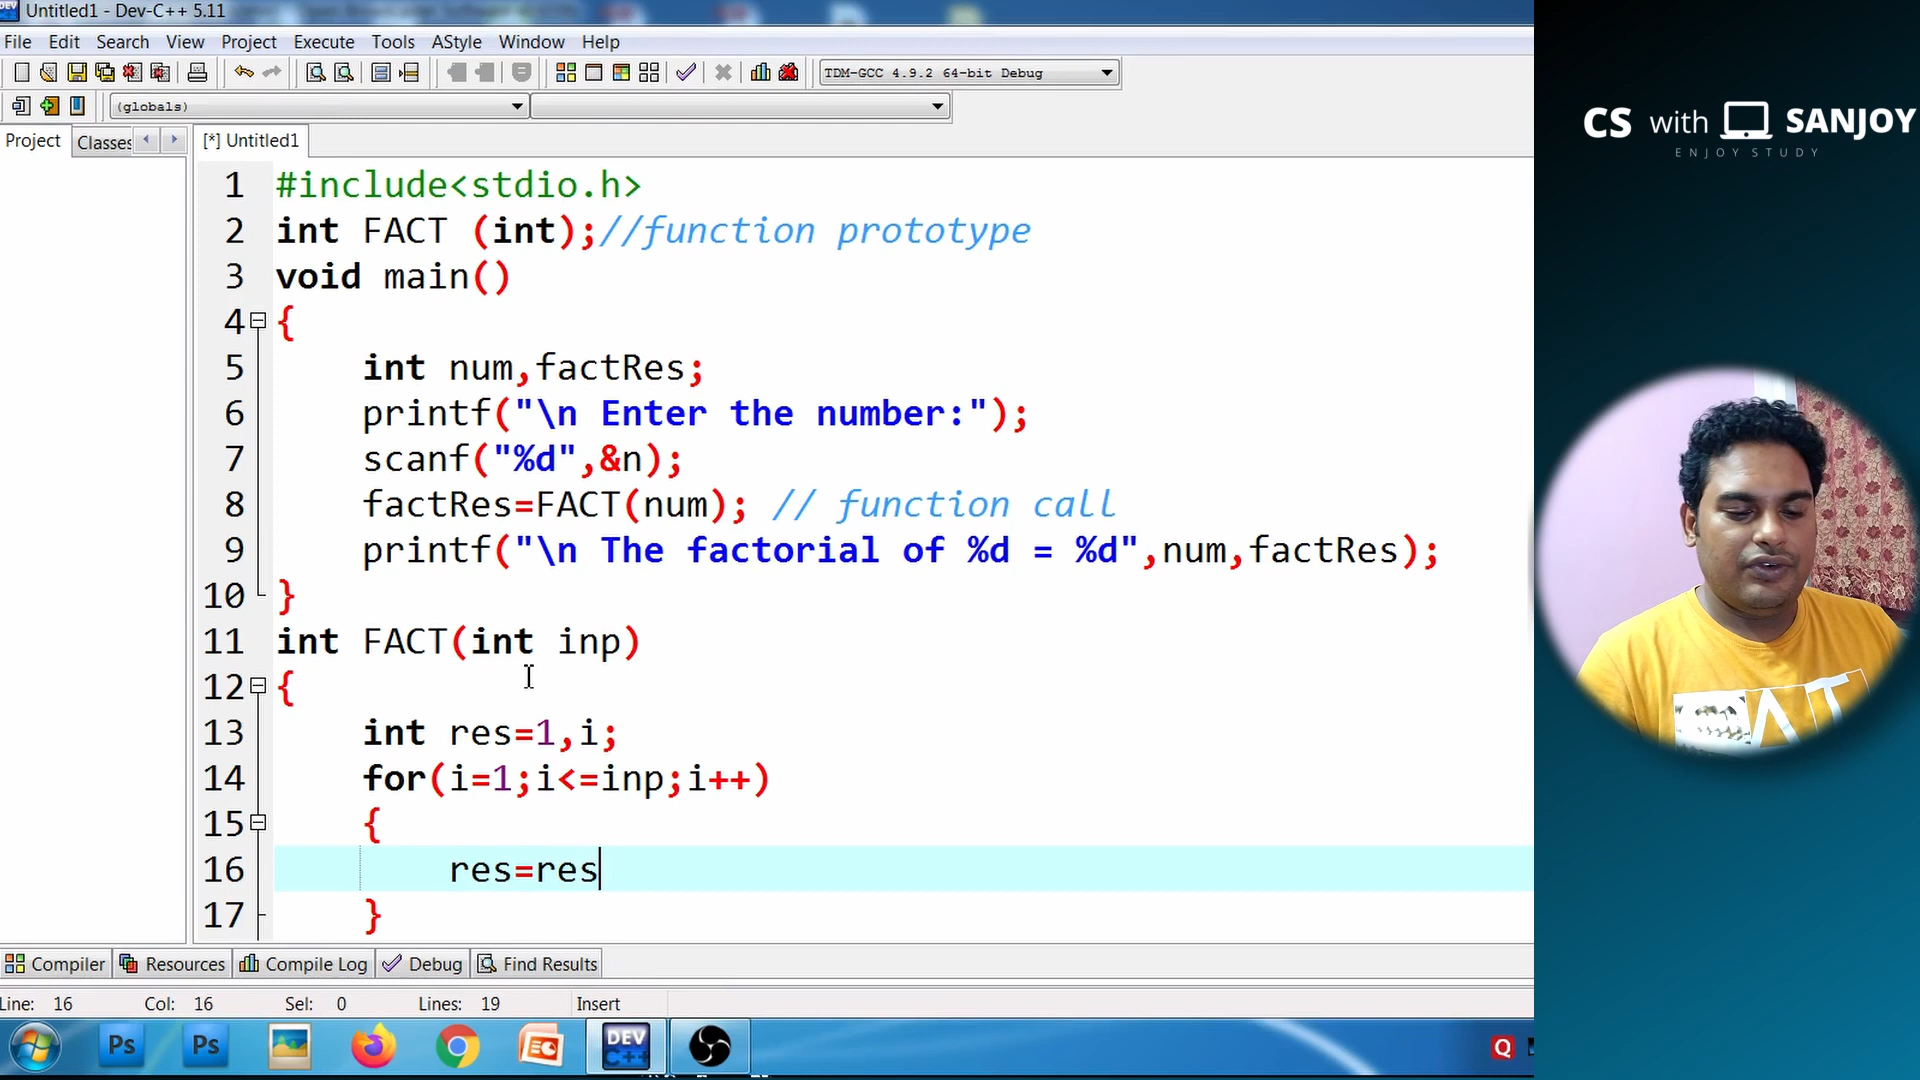 Untitled1 - Dev-C++ 5.11
File Edit Search View Project Execute Tools AStyle Window Help
TDM-GCC 4.9.2 64-bit Debug
(globals)
Project Classes [*] Untitled1
1 #include<stdio.h>
2 int FACT (int);//function prototype
3 void main()
4 {
5 int num,factRes;
6 printf("\n Enter the number:");
7 scanf("%d",&n);
8 factRes=FACT(num); // function call
9 printf("\n The factorial of %d = %d",num,factRes);
10 }
11 int FACT(int inp)
12 {
13 int res=1,i;
14 for(i=1;i<=inp;i++)
15 {
16 res=res
17 }
Compiler Resources Compile Log Debug Find Results
Line: 16 Col: 16 Sel: 0 Lines: 19 Insert
Ps Ps DEV C++ Q
CS with SANJOY
ENJOY STUDY